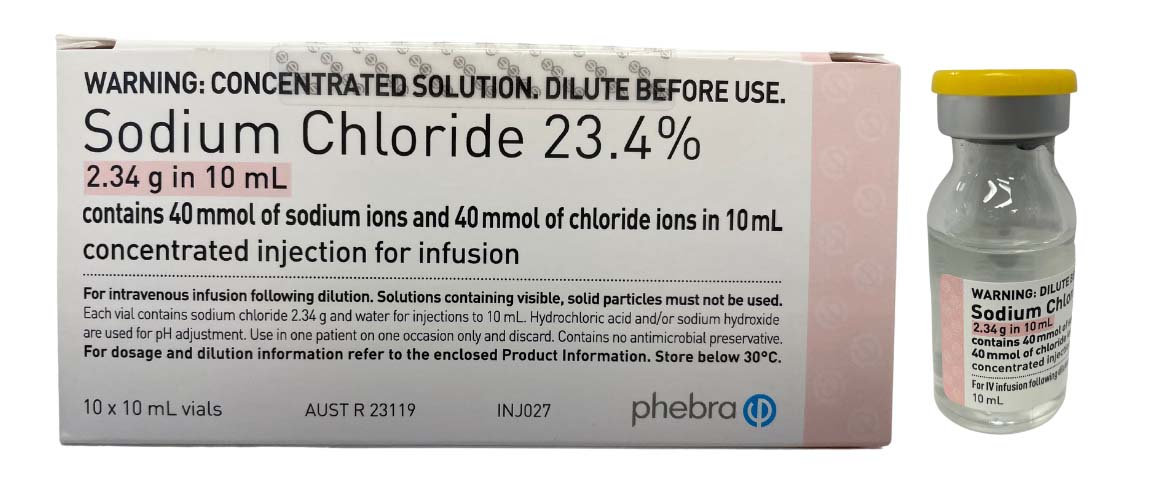 WARNING: CONCENTRATED SOLUTION. DILUTE BEFORE USE.
Sodium Chloride 23.4%
2.34 g in 10 mL
contains 40 mmol of sodium ions and 40 mmol of chloride ions in 10 mL
concentrated injection for infusion
For intravenous infusion following dilution. Solutions containing visible, solid particles must not be used.
Each vial contains sodium chloride 2.34 g and water for injections to 10 mL. Hydrochloric acid and/or sodium hydroxide
are used for pH adjustment. Use in one patient on one occasion only and discard. Contains no antimicrobial preservative.
For dosage and dilution information refer to the enclosed Product Information. Store below 30°C.
10 x 10 mL vials AUST R 23119 INJ027 phebra
WARNING: DILUTE
Sodium
2.34 g in 10 mL
contains 40 mmol
40 mmol of chloride
concentrated
For IV infusion following
10 mL